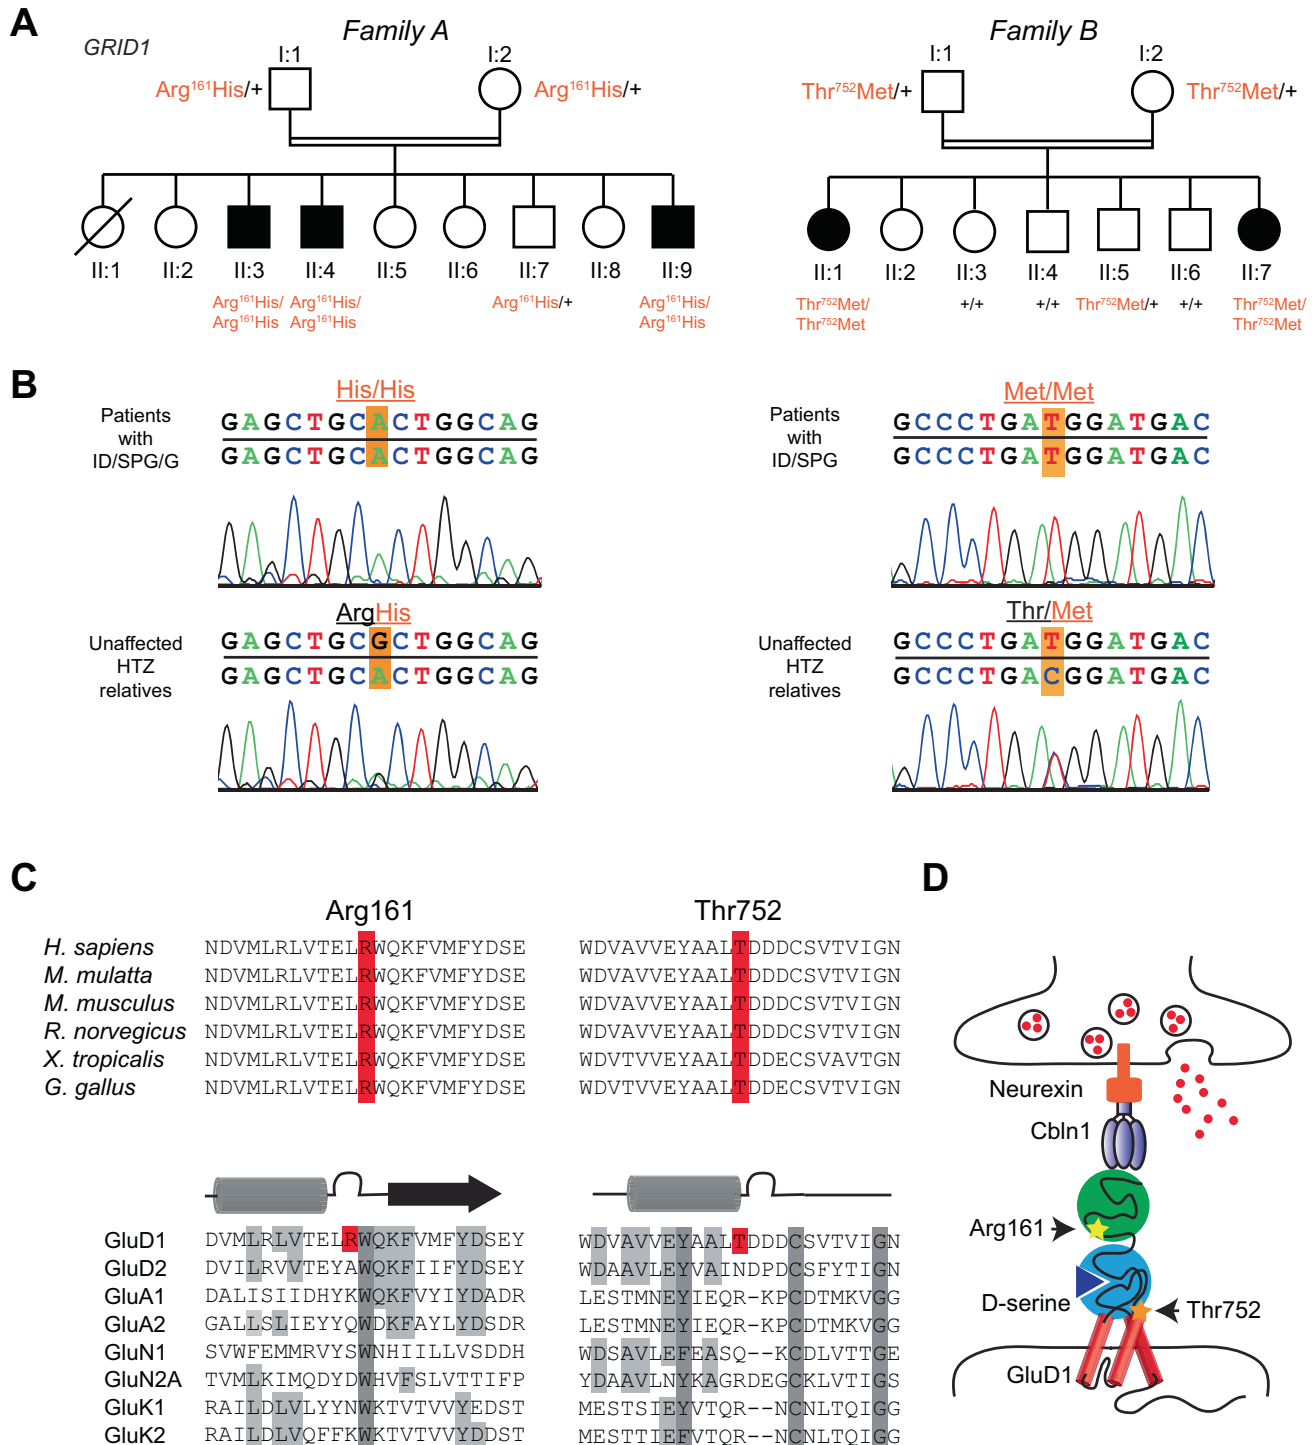 A
GRID1
Family A
I:1
I:2
Arg161His/+
Arg161His/+
II:1 II:2 II:3 II:4 II:5 II:6 II:7 II:8 II:9
Arg161His/ Arg161His/ Arg161His/+ Arg161His/
Arg161His Arg161His Arg161His
Family B
I:1
I:2
Thr752Met/+
Thr752Met/+
II:1 II:2 II:3 II:4 II:5 II:6 II:7
Thr752Met/ +/+ +/+ Thr752Met/+ +/+ Thr752Met/
Thr752Met Thr752Met
B
Patients
with
ID/SPG/G
His/His
GAGCTGCACTGGCAG
GAGCTGCACTGGCAG
Unaffected
HTZ
relatives
ArgHis
GAGCTGCGCTGGCAG
GAGCTGCACTGGCAG
Patients
with
ID/SPG
Met/Met
GCCCTGATGGATGAC
GCCCTGATGGATGAC
Unaffected
HTZ
relatives
Thr/Met
GCCCTGATGGATGAC
GCCCTGACGGATGAC
C
Arg161 Thr752
H. sapiens NDVMLRLVTELRWQKFVMFYDSE WDVAVVEYAALTDDDCSVTVIGN
M. mulatta NDVMLRLVTELRWQKFVMFYDSE WDVAVVEYAALTDDDCSVTVIGN
M. musculus NDVMLRLVTELRWQKFVMFYDSE WDVAVVEYAALTDDDCSVTVIGN
R. norvegicus NDVMLRLVTELRWQKFVMFYDSE WDVAVVEYAALTDDDCSVTVIGN
X. tropicalis NDVMLRLVTELRWQKFVMFYDSE WDVTVVEYAALTDDECSVAVTGN
G. gallus NDVMLRLVTELRWQKFVMFYDSE WDVTVVEYAALTDDECSVTVIGN
GluD1 DVMLRLVTELRWQKFVMFYDSEY WDVAVVEYAALTDDDCSVTVIGN
GluD2 DVILRVVTEYAWQKFIIFYDSEY WDAAVLEYVAINDPDCSFYTIGN
GluA1 DALISIIDHYKWQKFVYIYDADR LESTMNEYIEQR-KPCDTMKVGG
GluA2 GALLSLIEYYQWDKFAYLYDSDR LESTMNEYIEQR-KPCDTMKVGG
GluN1 SVWFEMMRVYSWNHIILLVSDDH WDSAVLEFEASQ--KCDLVTTGE
GluN2A TVMLKIMQDYDWHVFSLVTTIFP YDAAVLNYKAGRDEGCKLVTIGS
GluK1 RAILDLVLYYNWKTVTVVYEDST MESTSIEYVTQR--NCNLTQIGG
GluK2 RAILDLVQFFKWKTVTVVYDDST MESTTIEFVTQR--NCNLTQIGG
D
Neurexin
Cbln1
Arg161
D-serine
Thr752
GluD1